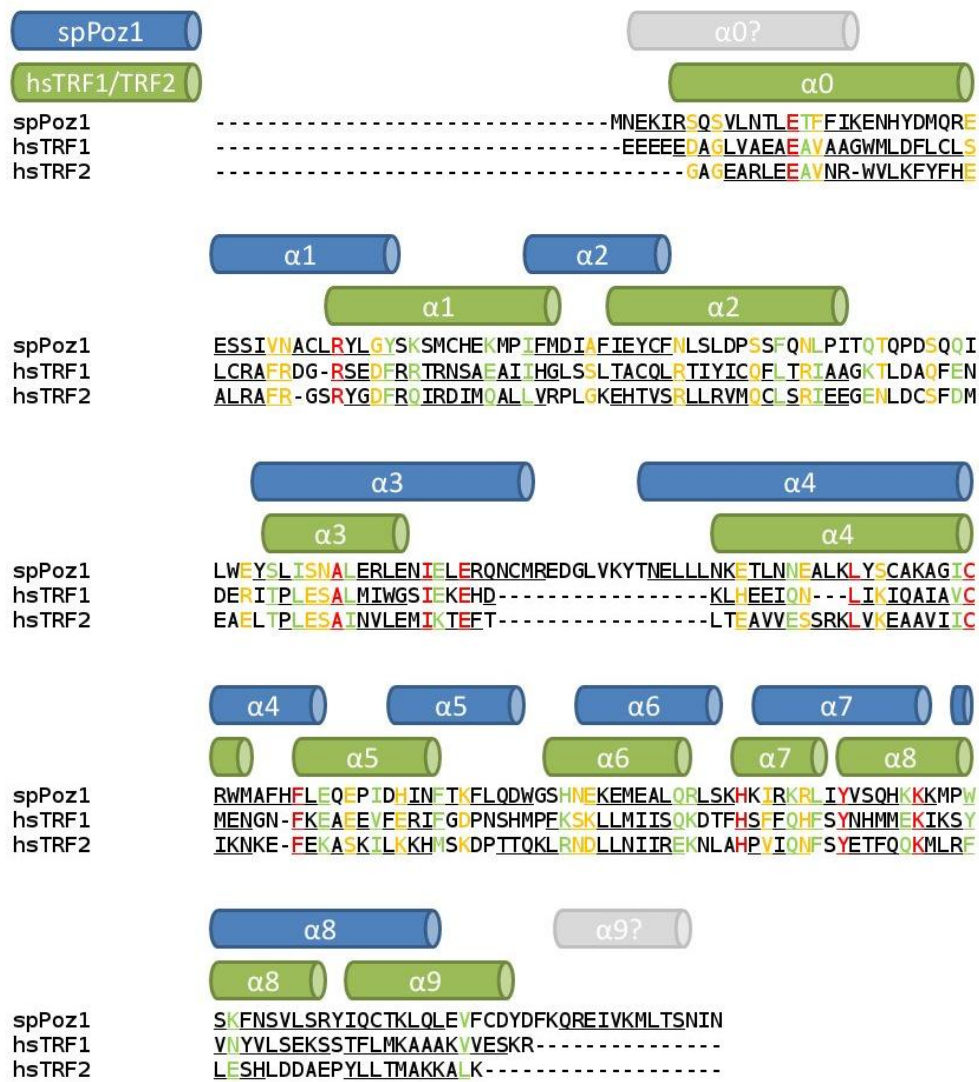 spPoz1 α0?
hsTRF1/TRF2 α0
spPoz1 -----------------------------------MNEKIRSQSVLNTLETFFIKENHYDMQRE
hsTRF1 ------------------------------------EEEEEDAGLVAEAEAVAAGWMLDFLCLS
hsTRF2 ------------------------------------------GAGEARLEEAVNR-WVLKFYFHE
α1 α2
α1 α2
spPoz1 ESSIVNACLRYLGYSKSMCHEKMPIFMDIAFIEYCFNLSLDPSSFQNLPITQTQPDSQQI
hsTRF1 LCRAFRDG-RSEDFRRTRNSAEAIIHGLSSLTACQLRTIYICQFLTRIAAGKTLDAQFEN
hsTRF2 ALRAFR-GSRYGDFRQIRDIMQALLVRPLGKEHTVSRLLRVMQCLSRIEEGENLDCSFDM
α3 α4
α3 α4
spPoz1 LWEYSLISNALERLENIELERQNCMREDGLVKYTNELLLNKETLNNEALKLYSCAKAGIC
hsTRF1 DERITPLESALMIWGSIEKEHD-------------------KLHEEIQN---LIKIQAIAVC
hsTRF2 EAELTPLESAINVLEMIKTEFT-------------------LTEAVVESSRKLVKEAAVIIC
α4 α5 α6 α7
α5 α6 α7 α8
spPoz1 RWMAFHFLEQEPIDHINFTKFLQDWGSHNEKEMEALQRLSKHKIRKRLIYVSQHKKKMPW
hsTRF1 MENGN-FKEAEEVFERIFGDPNSHMPFKSKLLMIISQKDTFHSFFQHFSYNHMMEKIKSY
hsTRF2 IKNKE-FEKASKILKKHMSKDPTTQKLRNDLLNIIREKNLAHPVIQNFSYETFQQKMLRF
α8 α9?
α8 α9
spPoz1 SKFNSVLSRYIQCTKLQLEVFCDYDFKQREIVKMLTSNIN
hsTRF1 VNYVLSEKSSTFLMKAAAKVVESKR---------------
hsTRF2 LESHLDDAEPYLLTMAKKALK-------------------